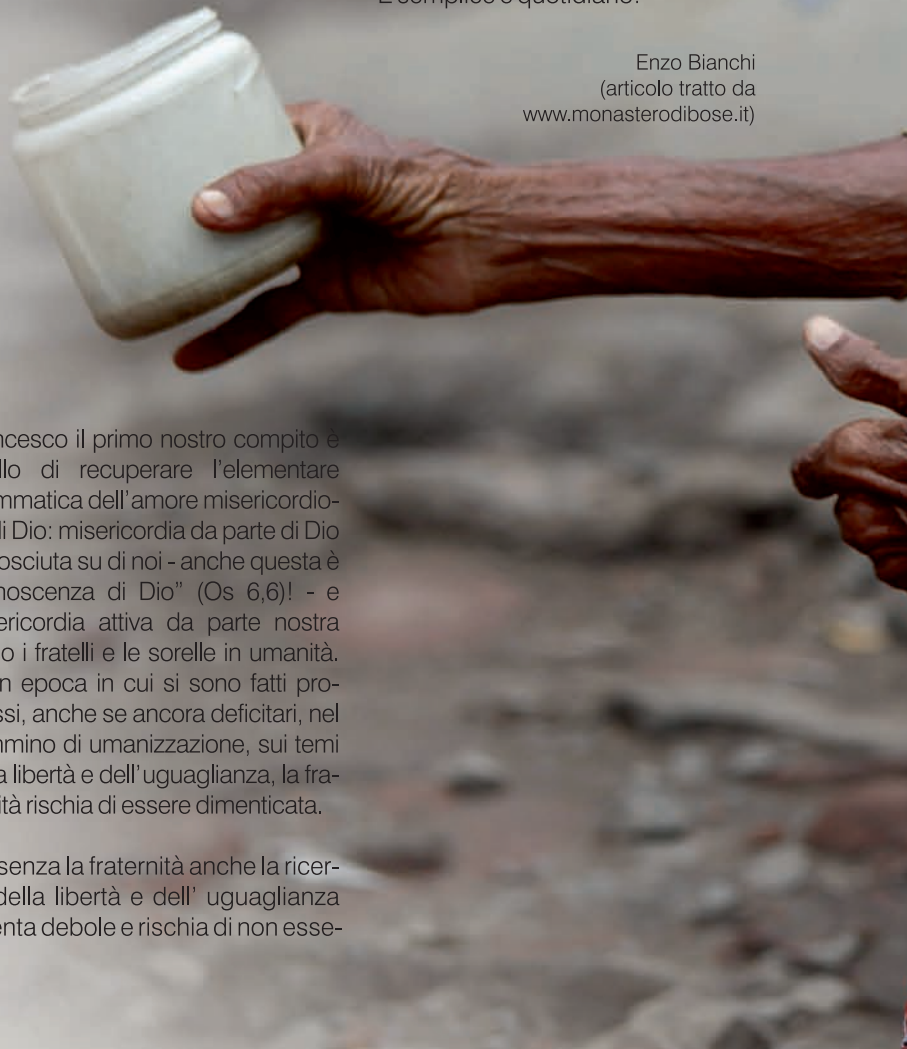 ncesco il primo nostro compito è
llo di recuperare l'elementare
mmatica dell'amore misericordio-
di Dio: misericordia da parte di Dio
osciuta su di noi - anche questa è
noscenza di Dio” (Os 6,6)! - e
ericordia attiva da parte nostra
o i fratelli e le sorelle in umanità.
n epoca in cui si sono fatti pro-
ssi, anche se ancora deficitari, nel
mmino di umanizzazione, sui temi
a libertà e dell'uguaglianza, la fra-
ità rischia di essere dimenticata.
senza la fraternità anche la ricer-
della libertà e dell' uguaglianza
enta debole e rischia di non esse-
semplice e quotidiano
Enzo Bianchi
(articolo tratto da
www.monasterodibose.it)